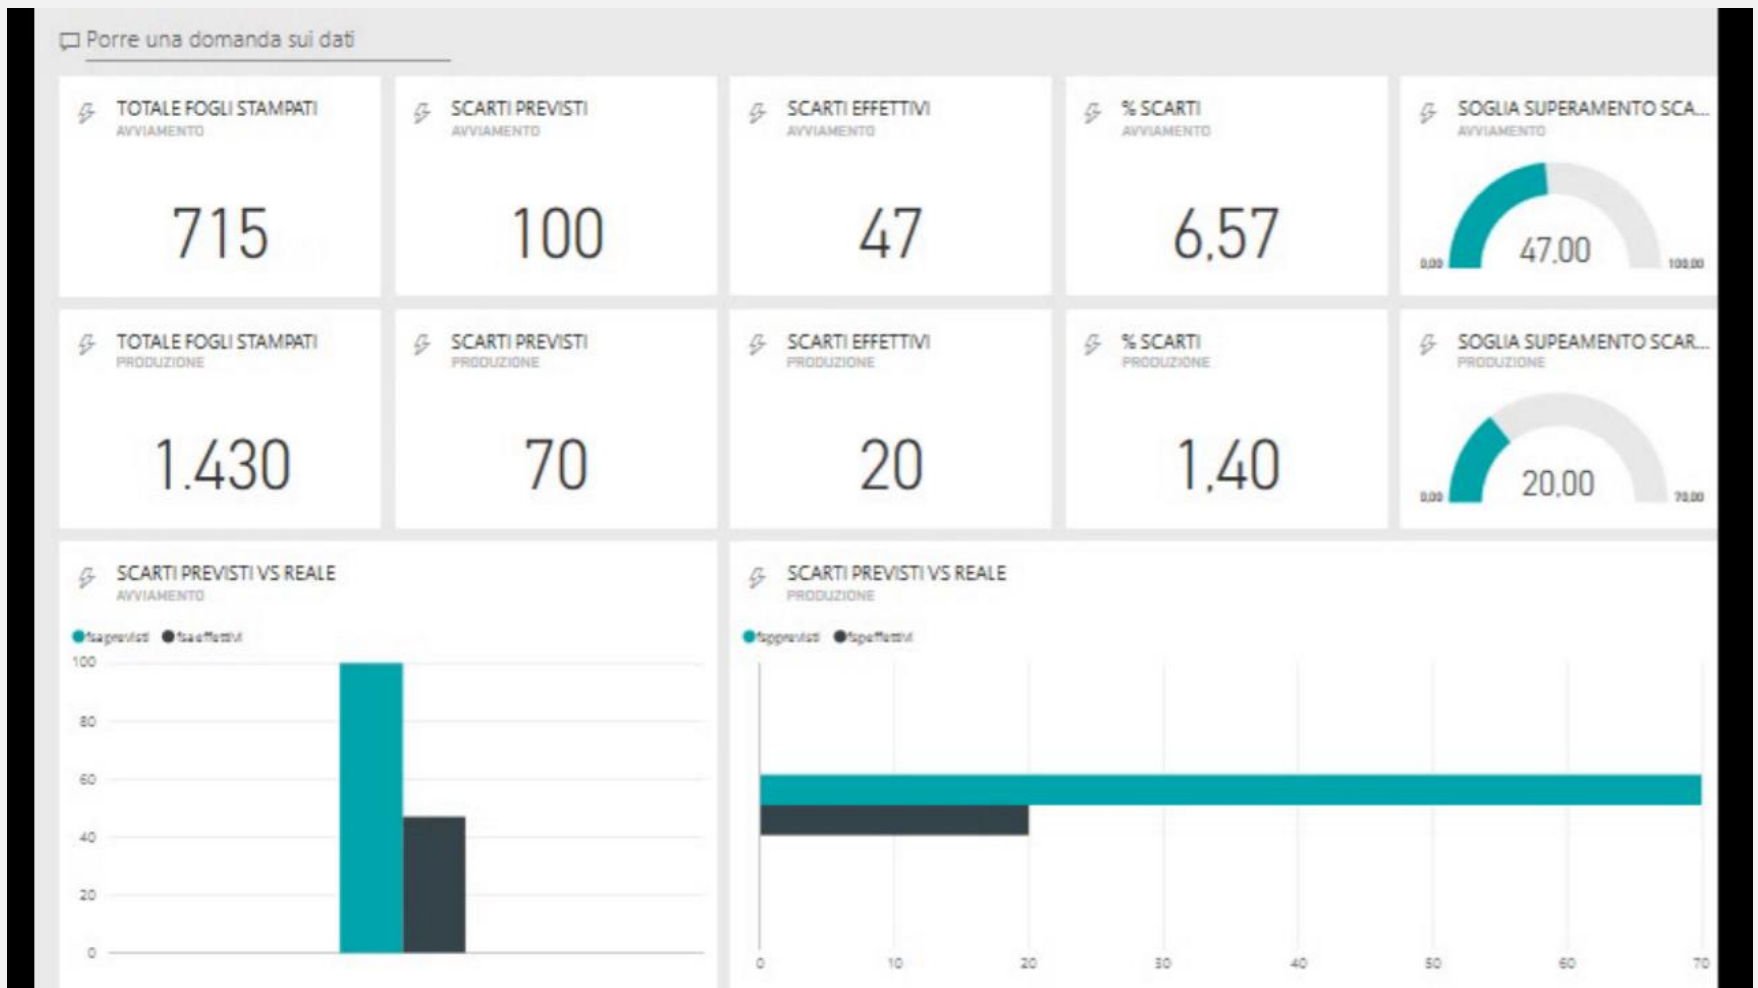 Porre una domanda sui dati
TOTALE FOGLI STAMPATI
AVVIAMENTO
715
SCARTI PREVISTI
AVVIAMENTO
100
SCARTI EFFETTIVI
AVVIAMENTO
47
% SCARTI
AVVIAMENTO
6,57
SOGLIA SUPERAMENTO SCA...
AVVIAMENTO
47,00
0,00
100,00
TOTALE FOGLI STAMPATI
PRODUZIONE
1.430
SCARTI PREVISTI
PRODUZIONE
70
SCARTI EFFETTIVI
PRODUZIONE
20
% SCARTI
PRODUZIONE
1,40
SOGLIA SUPEAMENTO SCAR...
PRODUZIONE
20,00
0,00
70,00
SCARTI PREVISTI VS REALE
AVVIAMENTO
fsaprevisti fsaeffettivi
100
80
60
40
20
0
SCARTI PREVISTI VS REALE
PRODUZIONE
fspprevisti fspeffettivi
0 10 20 30 40 50 60 70